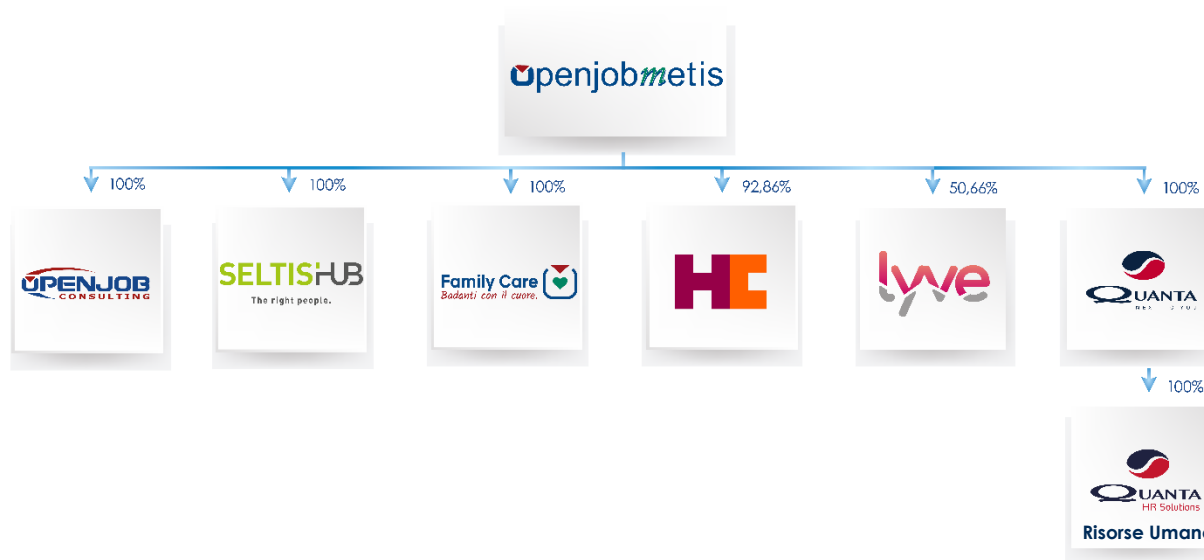 Openjobmetis
100% 100% 100% 92,86% 50,66% 100%
OPENJOB
CONSULTING
SELTISHUB
The right people.
Family Care
Badanti con il cuore.
HC
lyve
QUANTA
100%
QUANTA
HR Solutions
Risorse Uman